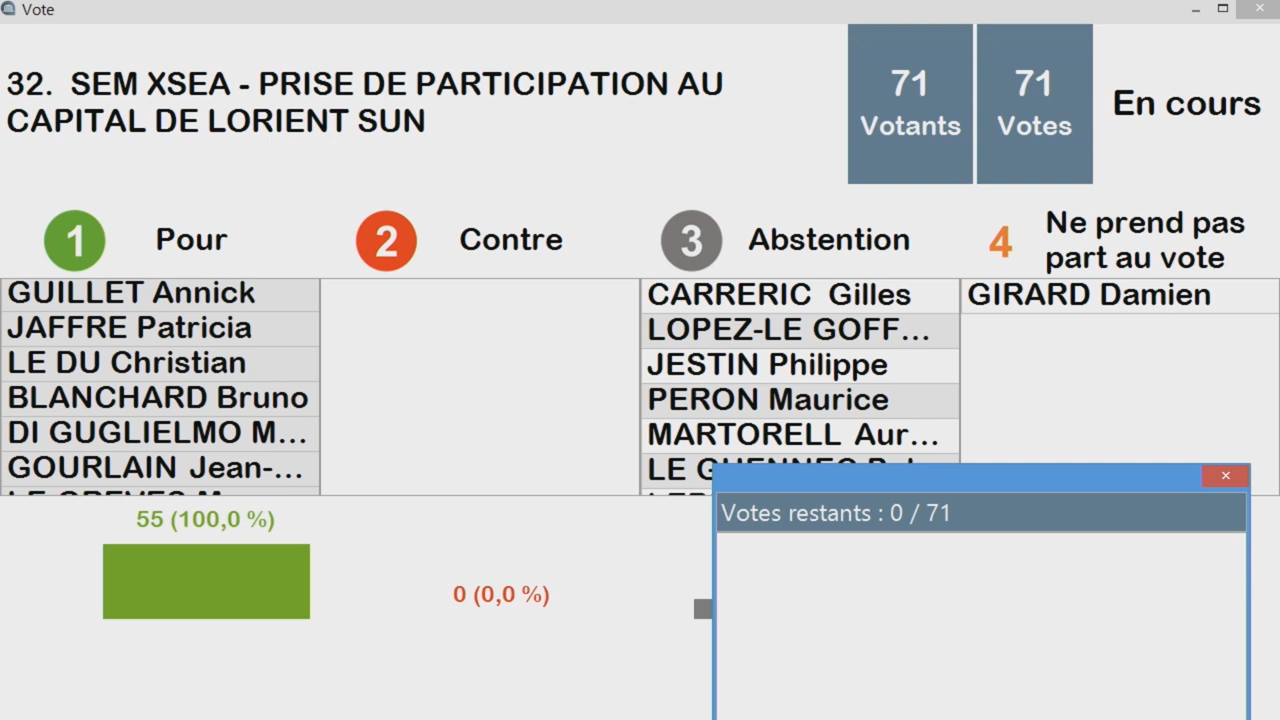 Vote
32. SEM XSEA - PRISE DE PARTICIPATION AU
CAPITAL DE LORIENT SUN
71
Votants
71
Votes
En cours
1 Pour
2 Contre
3 Abstention
4 Ne prend pas
part au vote
GUILLET Annick
JAFFRE Patricia
LE DU Christian
BLANCHARD Bruno
DI GUGLIELMO M...
GOURLAIN Jean-...
CARRERIC Gilles
LOPEZ-LE GOFF...
JESTIN Philippe
PERON Maurice
MARTORELL Aur...
LE
GIRARD Damien
55 (100,0 %)
0 (0,0 %)
Votes restants : 0 / 71